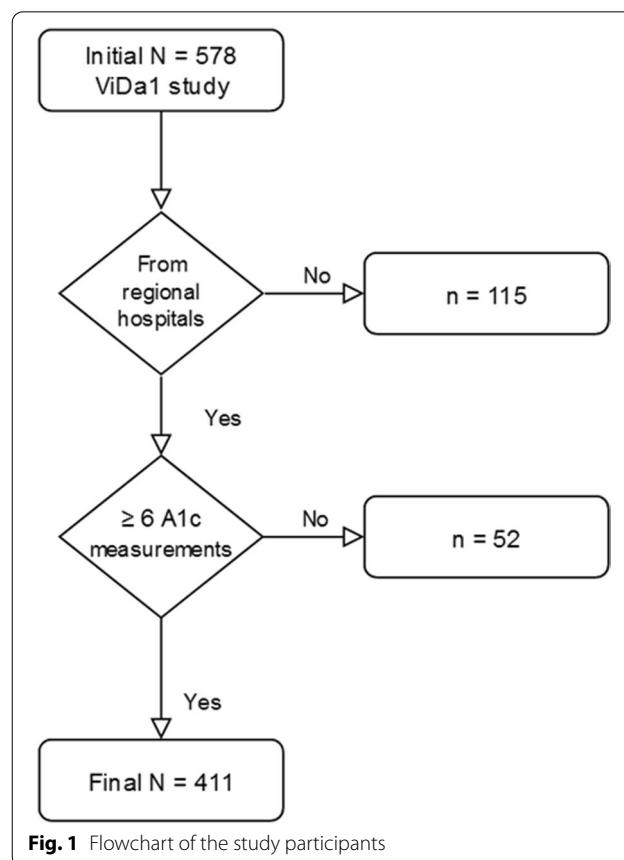 Initial N = 578
ViDa1 study
From
regional
hospitals
No
n = 115
Yes
≥ 6 A1c
measurements
No
n = 52
Yes
Final N = 411
Fig. 1 Flowchart of the study participants